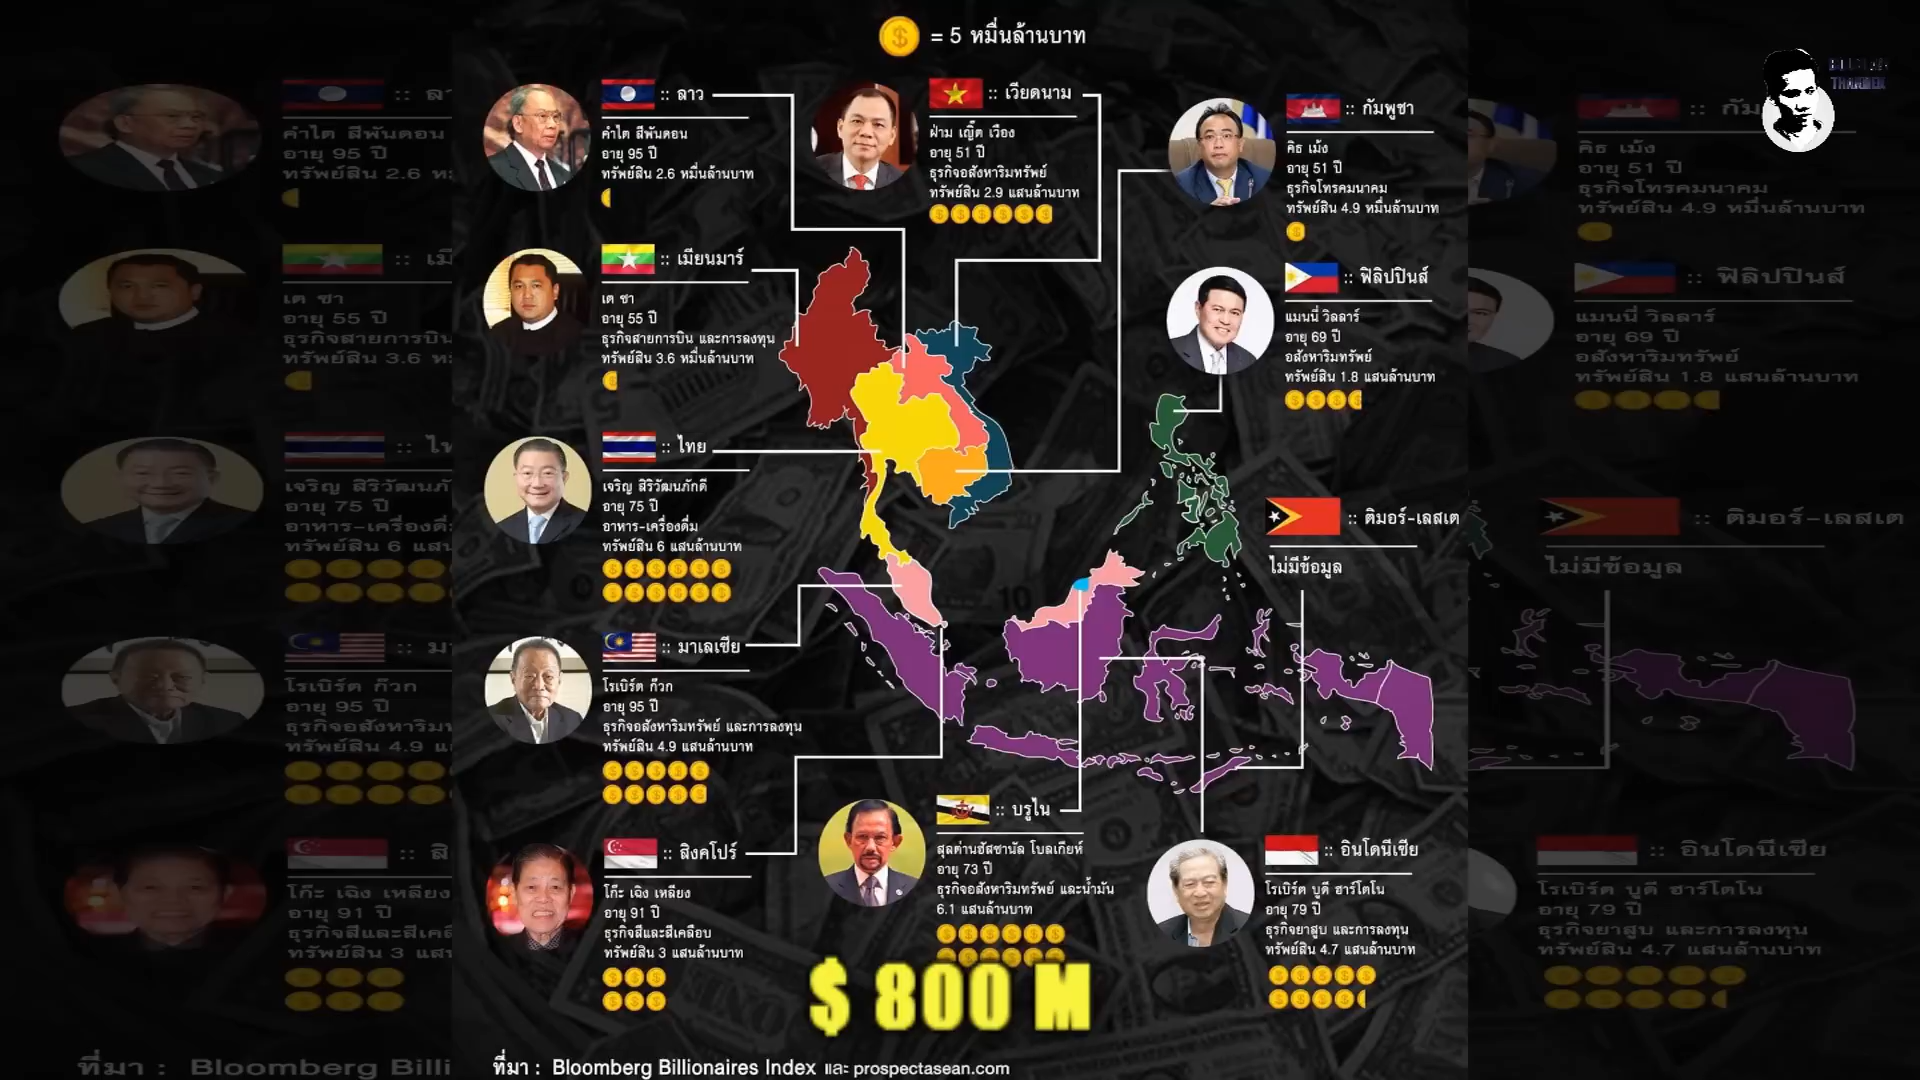 = 5 หมื่นล้านบาท
:: ลาว
คำไต สีพันดอน
อายุ 95 ปี
ทรัพย์สิน 2.6 หมื่นล้านบาท
:: เวียดนาม
ฝ่าม เญิ๊ต เวือง
อายุ 51 ปี
ธุรกิจอสังหาริมทรัพย์
ทรัพย์สิน 2.9 แสนล้านบาท
:: กัมพูชา
คิธ เม้ง
อายุ 51 ปี
ธุรกิจโทรคมนาคม
ทรัพย์สิน 4.9 หมื่นล้านบาท
:: เมียนมาร์
เต ซา
อายุ 55 ปี
ธุรกิจสายการบิน และการลงทุน
ทรัพย์สิน 3.6 หมื่นล้านบาท
:: ฟิลิปปินส์
แมนนี่ วิลลาร์
อายุ 69 ปี
อสังหาริมทรัพย์
ทรัพย์สิน 1.8 แสนล้านบาท
:: ไทย
เจริญ สิริวัฒนภักดี
อายุ 75 ปี
อาหาร-เครื่องดื่ม
ทรัพย์สิน 6 แสนล้านบาท
:: ติมอร์-เลสเต
ไม่มีข้อมูล
:: มาเลเซีย
โรเบิร์ต ก๊วก
อายุ 95 ปี
ธุรกิจอสังหาริมทรัพย์ และการลงทุน
ทรัพย์สิน 4.9 แสนล้านบาท
:: สิงคโปร์
โก๊ะ เฉิง เหลียง
อายุ 91 ปี
ธุรกิจสีและสีเคลือบ
ทรัพย์สิน 3 แสนล้านบาท
:: บรูไน
สุลต่านฮัสซานัล โบลเกียห์
อายุ 73 ปี
ธุรกิจอสังหาริมทรัพย์ และน้ำมัน
6.1 แสนล้านบาท
:: อินโดนีเซีย
โรเบิร์ต บูดี ฮาร์โตโน
อายุ 79 ปี
ธุรกิจยาสูบ และการลงทุน
ทรัพย์สิน 4.7 แสนล้านบาท
$ 800 M
ที่มา : Bloomberg Billionaires Index และ prospectasean.com